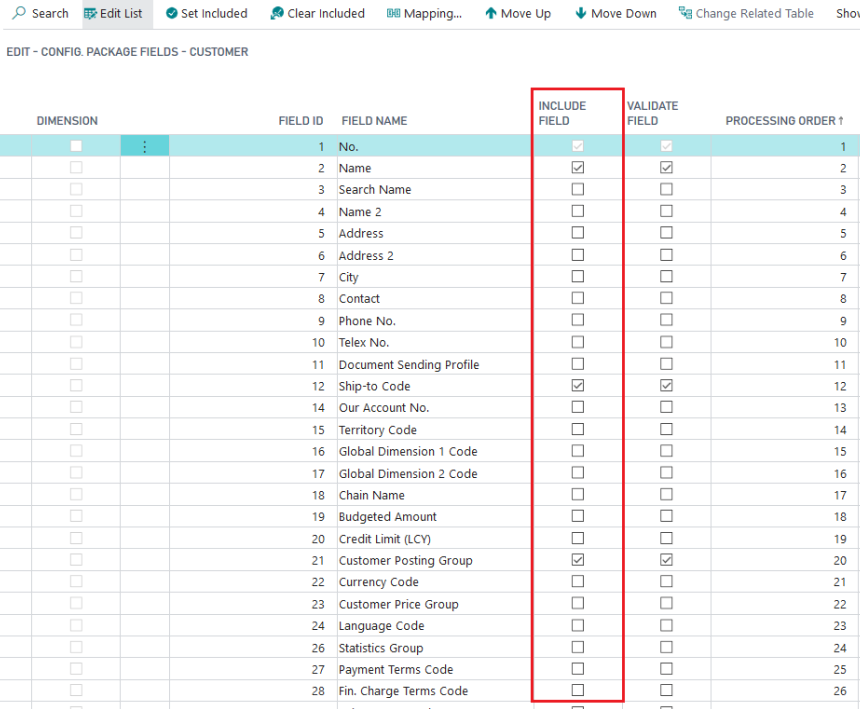 Search Edit List Set Included Clear Included Mapping... Move Up Move Down Change Related Table Show
EDIT - CONFIG. PACKAGE FIELDS - CUSTOMER
DIMENSION FIELD ID FIELD NAME INCLUDE FIELD VALIDATE FIELD PROCESSING ORDER↑
1 No. 1
2 Name 2
3 Search Name 3
4 Name 2 4
5 Address 5
6 Address 2 6
7 City 7
8 Contact 8
9 Phone No. 9
10 Telex No. 10
11 Document Sending Profile 11
12 Ship-to Code 12
14 Our Account No. 13
15 Territory Code 14
16 Global Dimension 1 Code 15
17 Global Dimension 2 Code 16
18 Chain Name 17
19 Budgeted Amount 18
20 Credit Limit (LCY) 19
21 Customer Posting Group 20
22 Currency Code 21
23 Customer Price Group 22
24 Language Code 23
26 Statistics Group 24
27 Payment Terms Code 25
28 Fin. Charge Terms Code 26